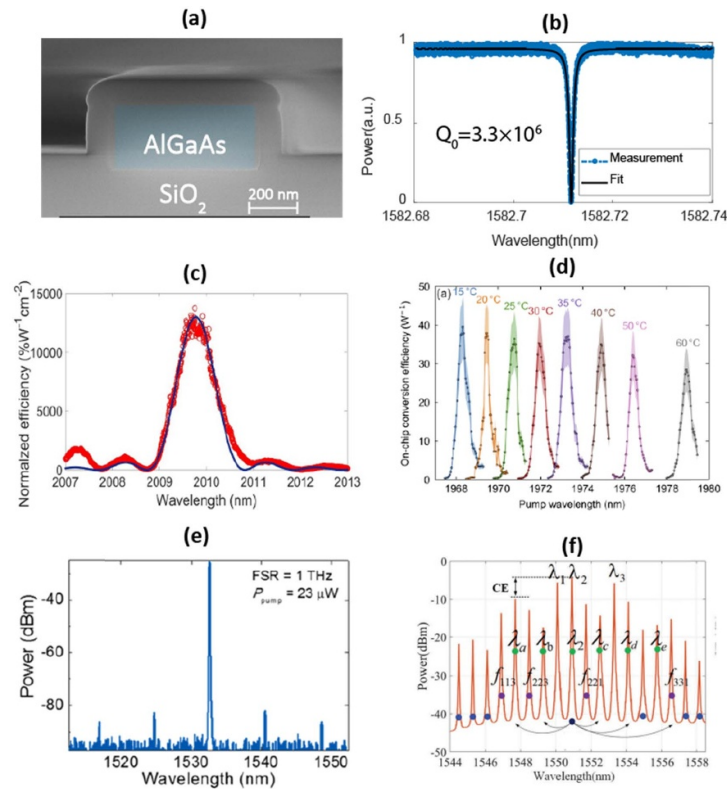 (a)
AlGaAs
SiO2
200 nm
(b)
Power(a.u.)
1
0.5
0
Q0=3.3×10⁶
Measurement
Fit
1582.68
1582.7
1582.72
1582.74
Wavelength(nm)
(c)
Normalized efficiency (%W⁻¹cm⁻²)
15000
10000
5000
0
2007
2008
2009
2010
2011
2012
2013
Wavelength (nm)
(d)
(a)
On-chip conversion efficiency (W⁻¹)
60
50
40
30
20
10
0
15 °C
20 °C
25 °C
30 °C
35 °C
40 °C
50 °C
60 °C
1968
1970
1972
1974
1976
1978
1980
Pump wavelength (nm)
(e)
Power (dBm)
-40
-60
-80
FSR = 1 THz
Ppump = 23 μW
1520
1530
1540
1550
Wavelength (nm)
(f)
Power(dBm)
0
-10
-20
-30
-40
-50
CE
λ1
λ2
λ3
λa
λb
λ2
λc
λd
λe
f113
f223
f221
f331
1544
1546
1548
1550
1552
1554
1556
1558
Wavelength(nm)